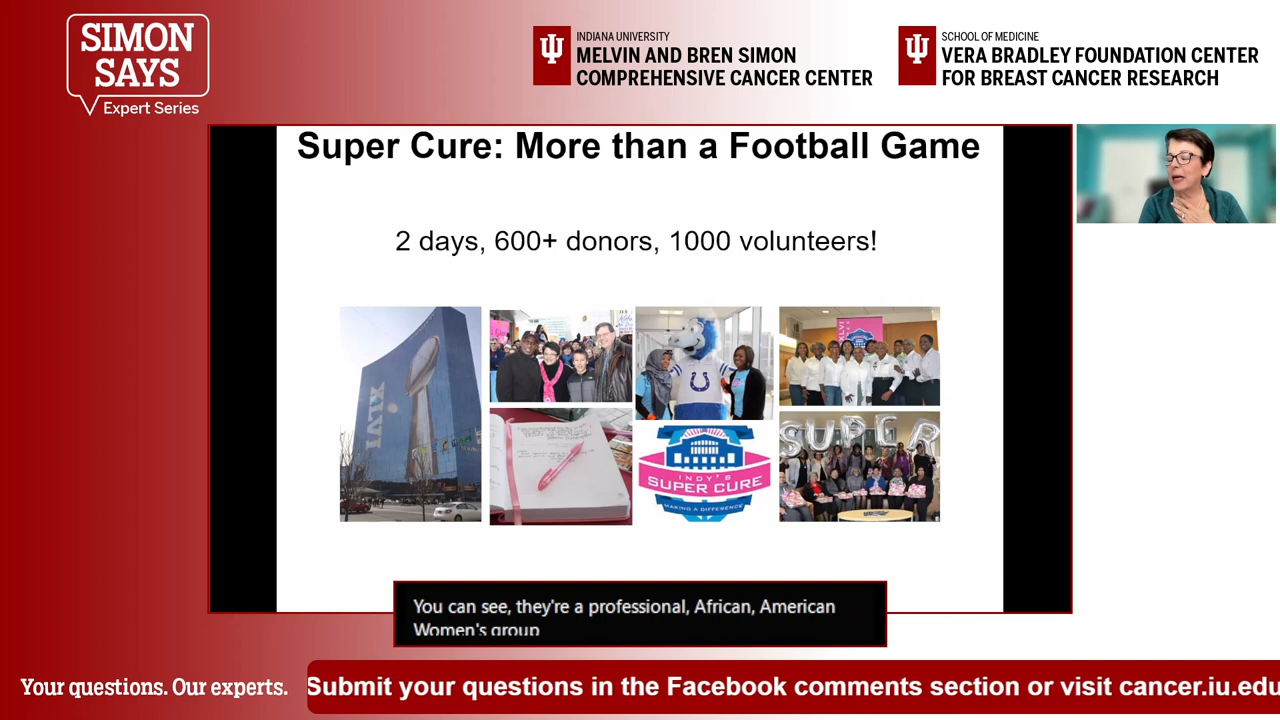 SIMON
SAYS
Expert Series
INDIANA UNIVERSITY
MELVIN AND BREN SIMON
COMPREHENSIVE CANCER CENTER
SCHOOL OF MEDICINE
VERA BRADLEY FOUNDATION CENTER
FOR BREAST CANCER RESEARCH
Super Cure: More than a Football Game
2 days, 600+ donors, 1000 volunteers!
XLVI
XLVI
SUPER
INDY'S
SUPER CURE
MAKING A DIFFERENCE
You can see, they're a professional, African, American
Women's group
Your questions. Our experts.
Submit your questions in the Facebook comments section or visit cancer.iu.edu